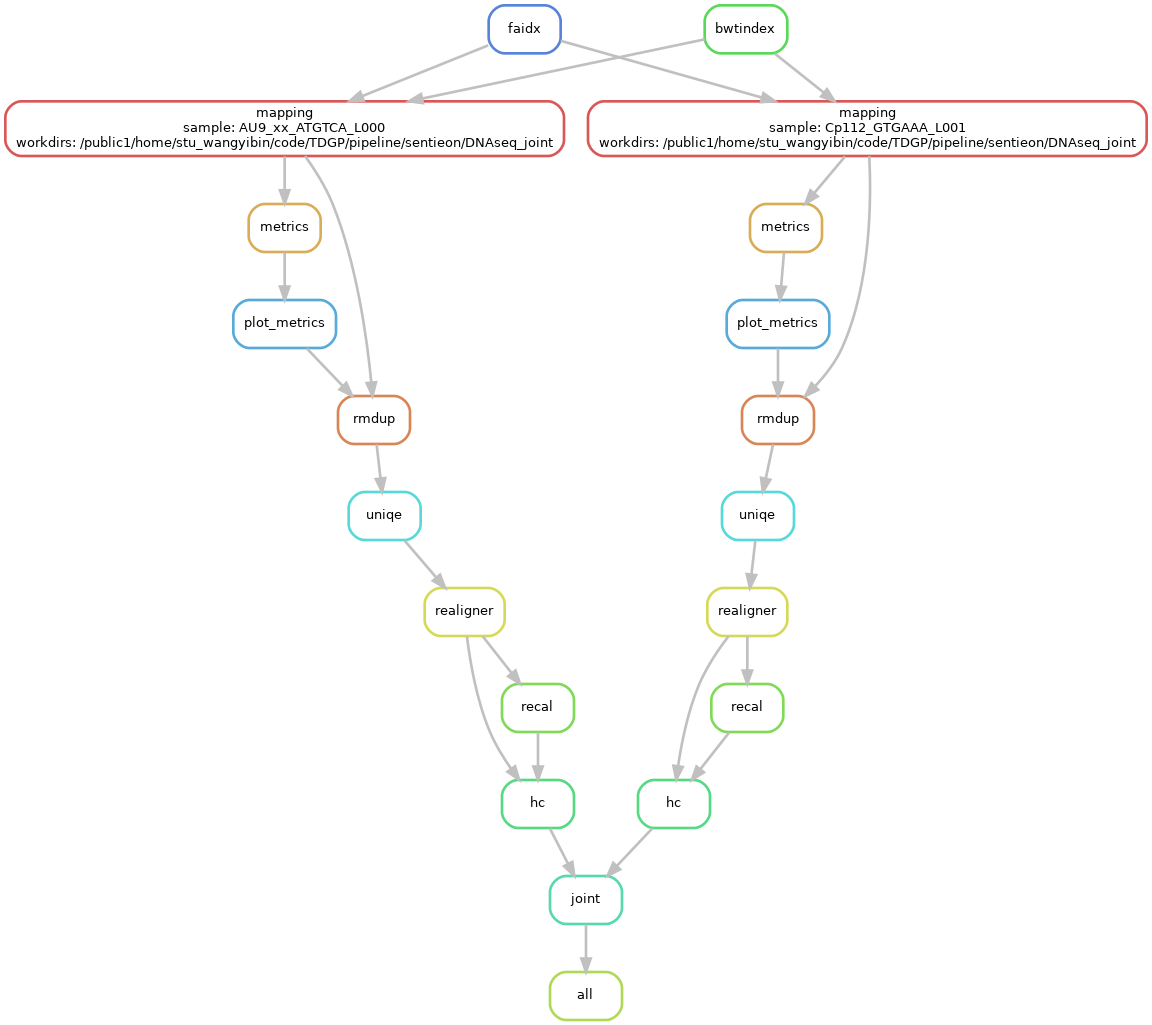 faidx
bwtindex
mapping
sample: AU9_xx_ATGTCA_L000
workdirs: /public1/home/stu_wangyibin/code/TDGP/pipeline/sentieon/DNAseq_joint
mapping
sample: Cp112_GTGAAA_L001
workdirs: /public1/home/stu_wangyibin/code/TDGP/pipeline/sentieon/DNAseq_joint
metrics
metrics
plot_metrics
plot_metrics
rmdup
rmdup
uniqe
uniqe
realigner
realigner
recal
recal
hc
hc
joint
all